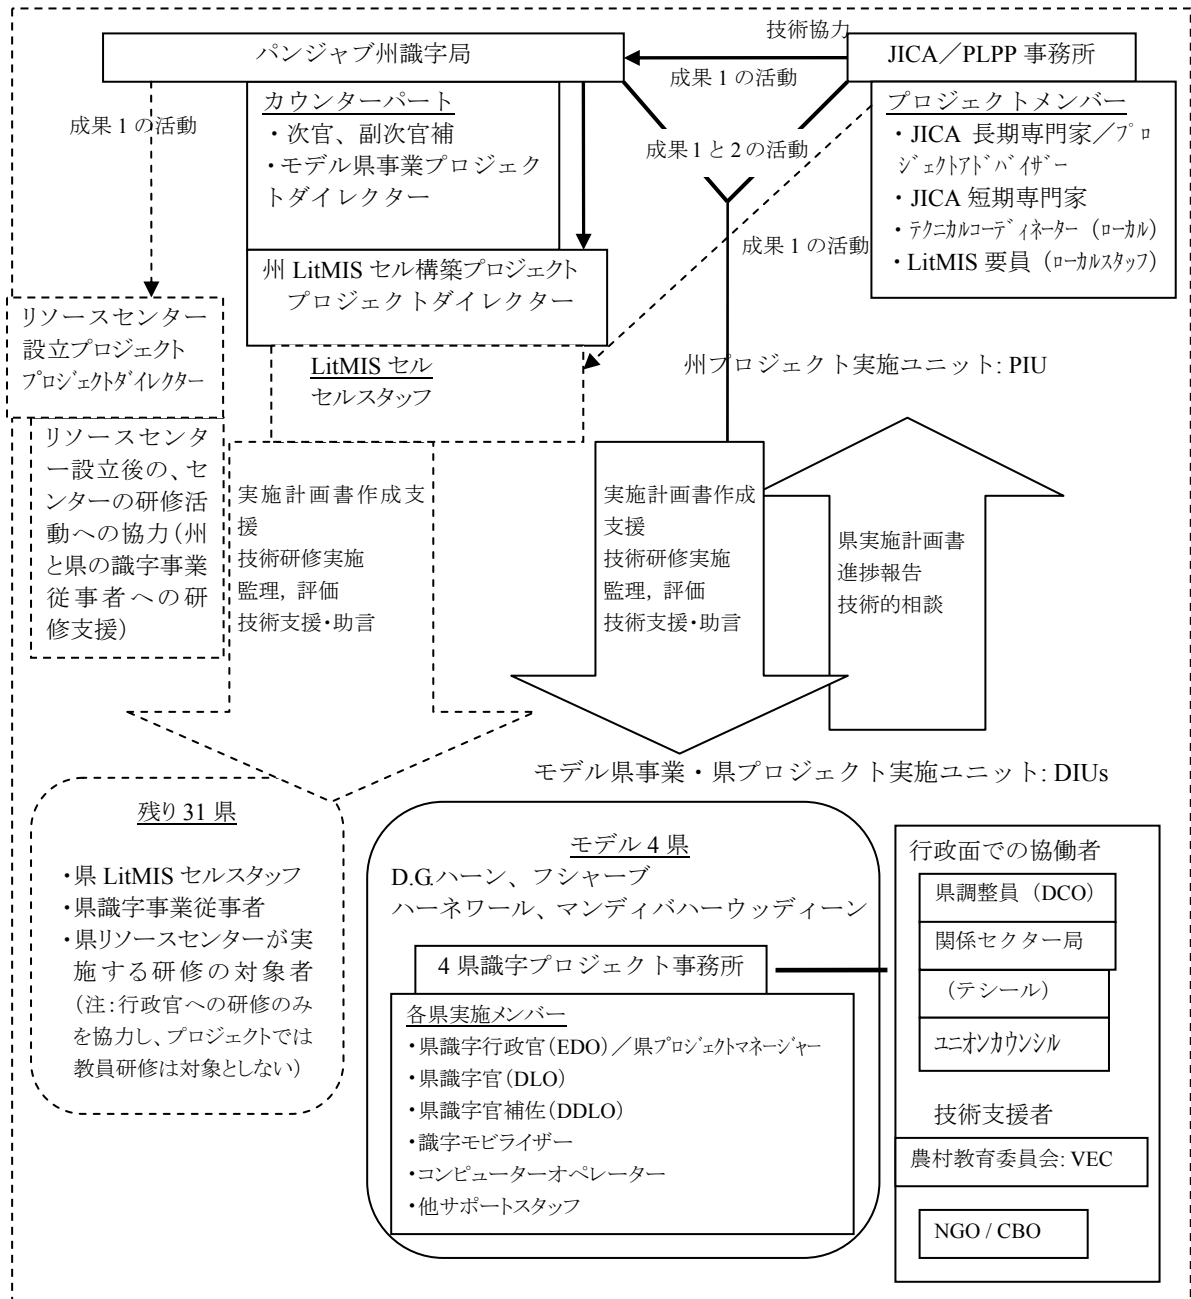 技術協力
パンジャブ州識字局
JICA／PLPP 事務所
成果 1 の活動
成果 1 の活動
カウンターパート
・次官、副次官補
・モデル県事業プロジェク
トダイレクター
成果 1 と 2 の活動
プロジェクトメンバー
・JICA 長期専門家／プロ
ジェクトアドバイザー
・JICA 短期専門家
・テクニカルコーディネーター（ローカル）
・LitMIS 要員（ローカルスタッフ）
成果 1 の活動
州 LitMIS セル構築プロジェクト
プロジェクトダイレクター
リソースセンター
設立プロジェクト
プロジェクトダイレクター
LitMIS セル
セルスタッフ
州プロジェクト実施ユニット: PIU
リソースセンタ
ー設立後の、セ
ンターの研修活
動への協力（州
と県の識字事業
従事者への研
修支援）
実施計画書作成支
援
技術研修実施
監理, 評価
技術支援・助言
実施計画書作成
支援
技術研修実施
監理, 評価
技術支援・助言
県実施計画書
進捗報告
技術的相談
モデル県事業・県プロジェクト実施ユニット: DIUs
残り 31 県
・県 LitMIS セルスタッフ
・県識字事業従事者
・県リソースセンターが実
施する研修の対象者
（注：行政官への研修のみ
を協力し、プロジェクトでは
教員研修は対象としない）
モデル 4 県
D.G.ハーン、フシャーブ
ハーネワール、マンディバハーウッディーン
4 県識字プロジェクト事務所
各県実施メンバー
・県識字行政官（EDO）／県プロジェクトマネージャー
・県識字官（DLO）
・県識字官補佐（DDLO）
・識字モビライザー
・コンピューターオペレーター
・他サポートスタッフ
行政面での協働者
県調整員（DCO）
関係セクター局
（テシール）
ユニオンカウンシル
技術支援者
農村教育委員会: VEC
NGO / CBO